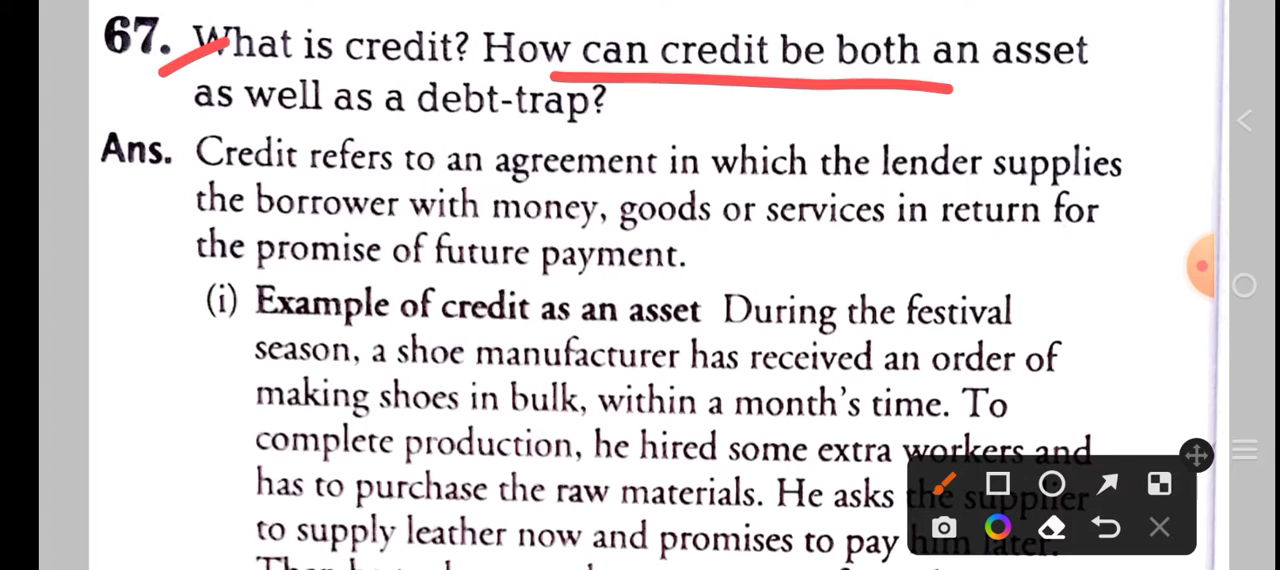 67. What is credit? How can credit be both an asset
as well as a debt-trap?
Ans. Credit refers to an agreement in which the lender supplies
the borrower with money, goods or services in return for
the promise of future payment.
(i) Example of credit as an asset During the festival
season, a shoe manufacturer has received an order of
making shoes in bulk, within a month's time. To
complete production, he hired some extra workers and
has to purchase the raw materials. He asks the supplier
to supply leather now and promises to pay him later.